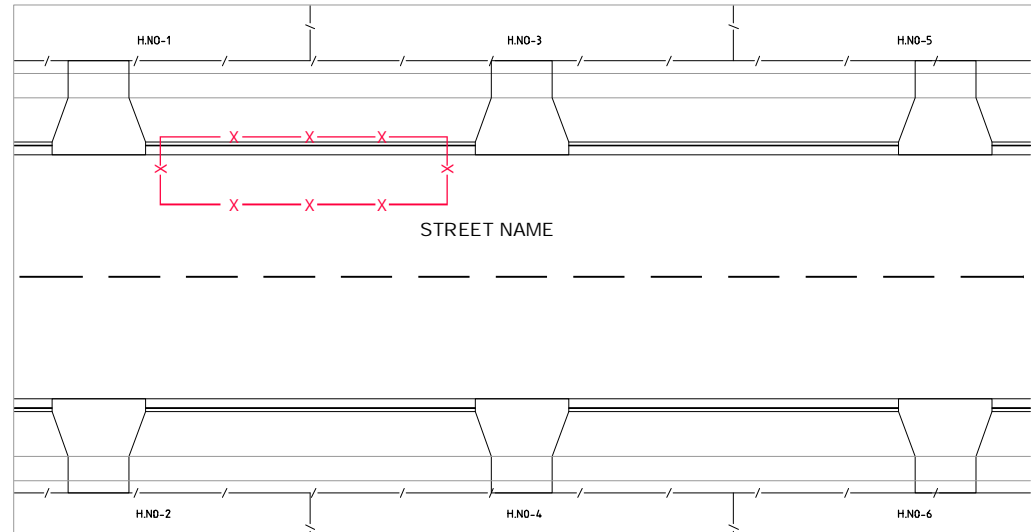 H.NO-1
H.NO-3
H.NO-5
X X X
X X
X X X
STREET NAME
H.NO-2
H.NO-4
H.NO-6